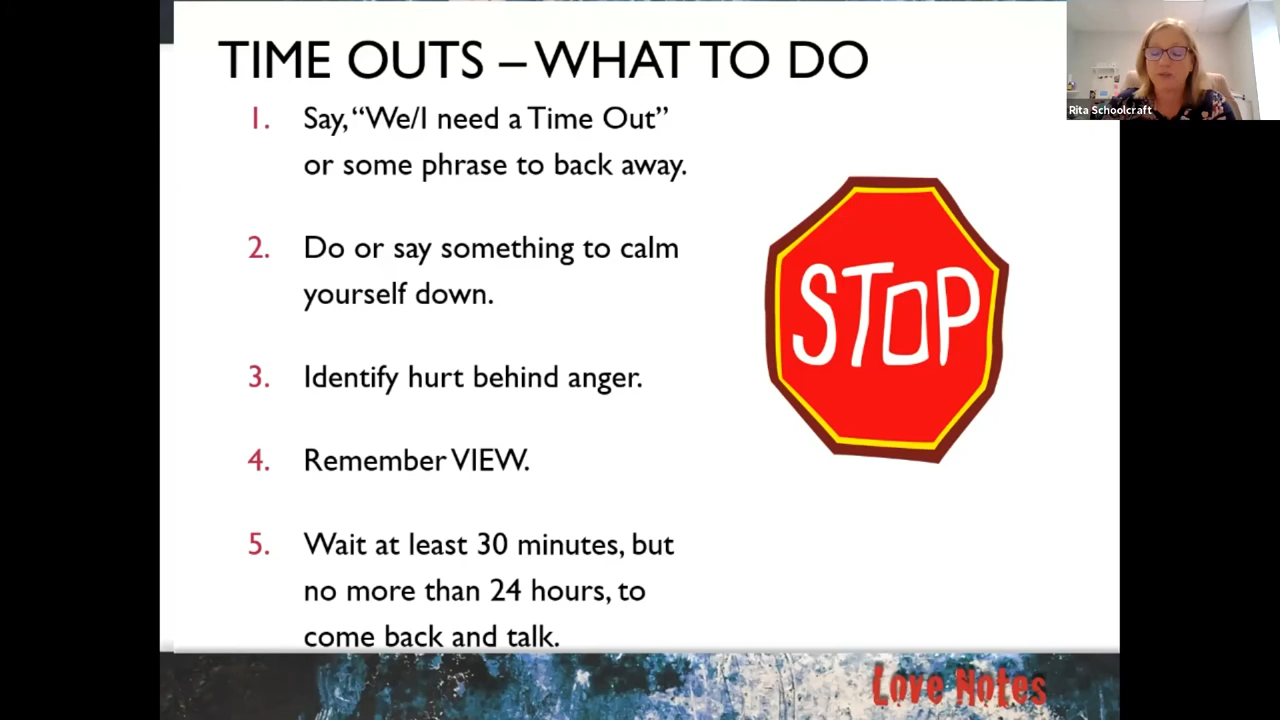 TIME OUTS – WHAT TO DO
Rita Schoolcraft
1. Say, “We/I need a Time Out”
or some phrase to back away.
2. Do or say something to calm
yourself down.
3. Identify hurt behind anger.
4. Remember VIEW.
5. Wait at least 30 minutes, but
no more than 24 hours, to
come back and talk.
STOP
Love Notes